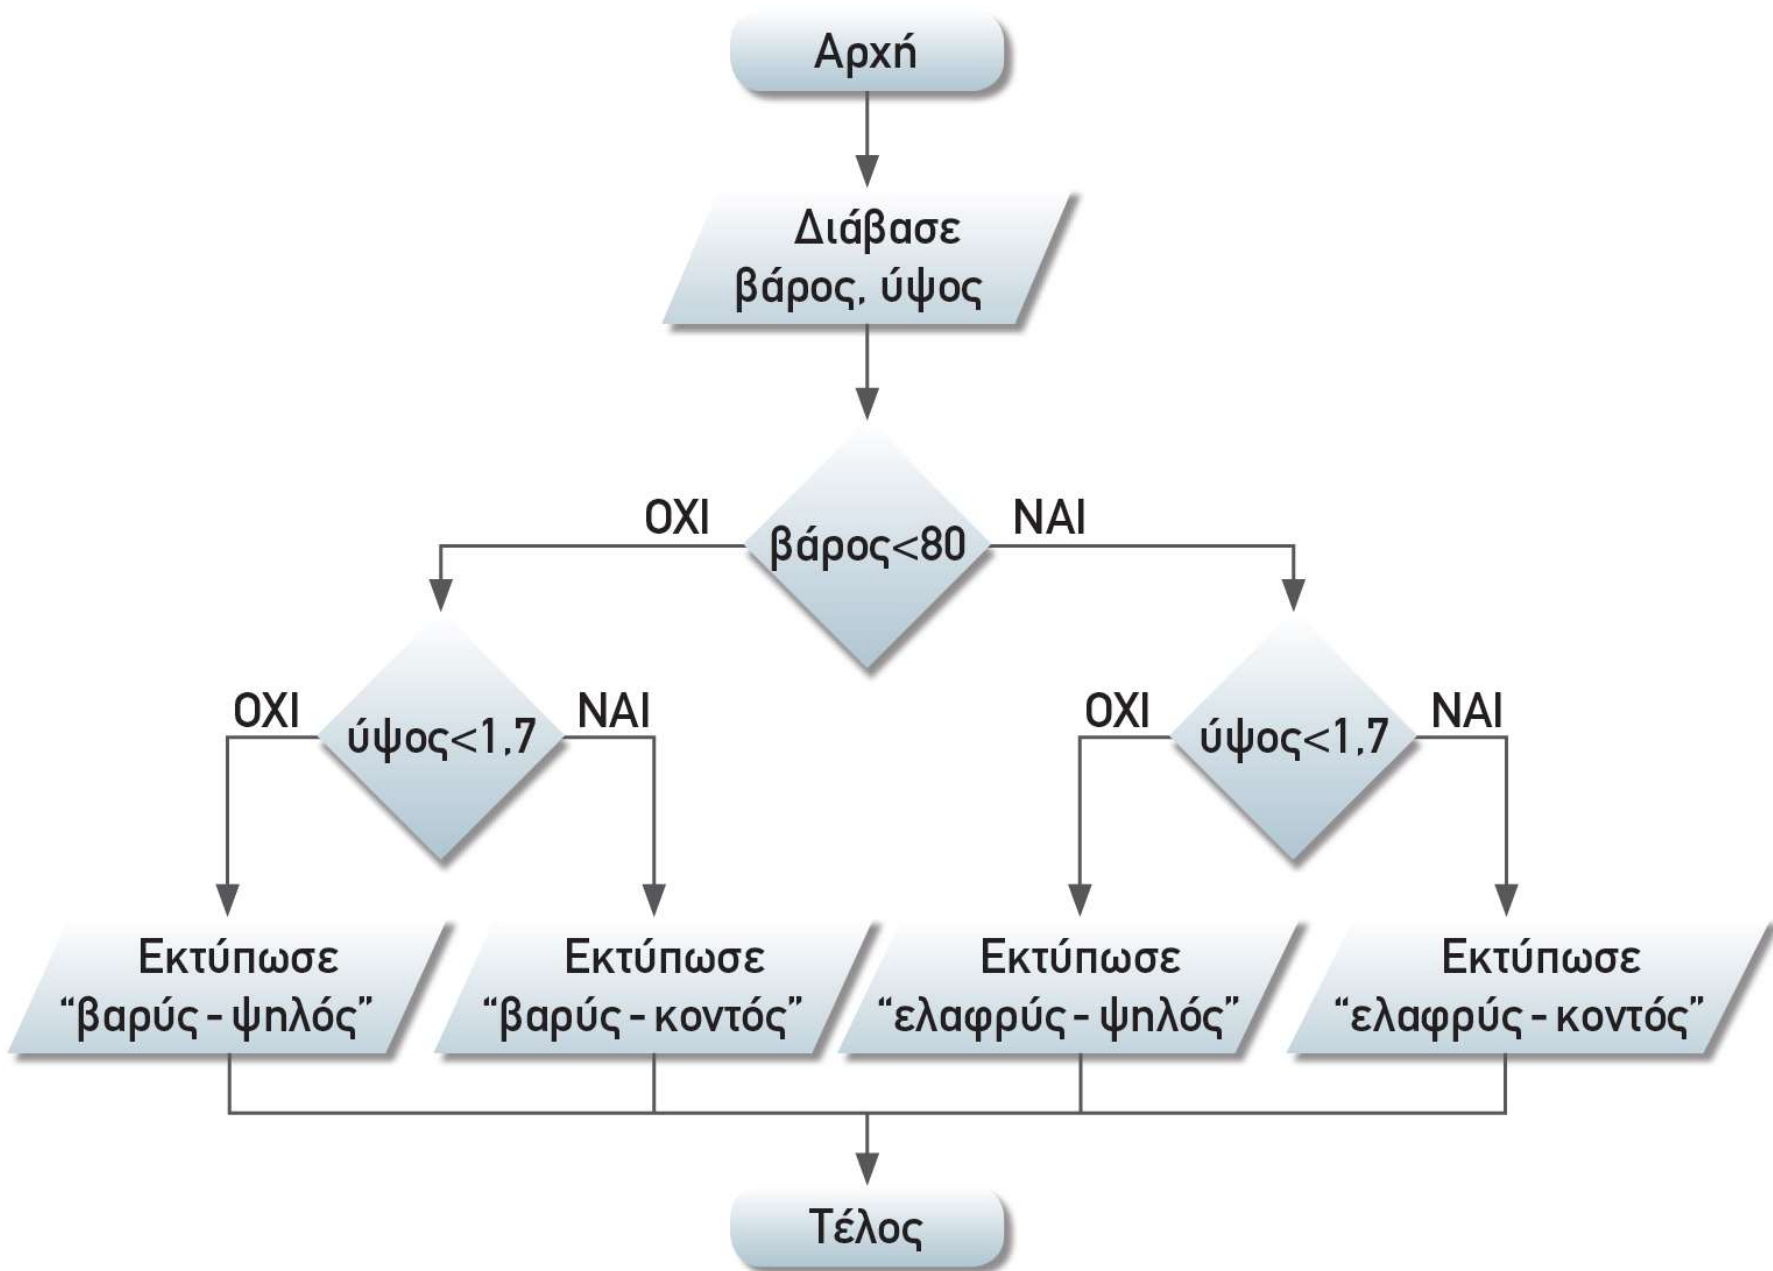 Αρχή
Διάβασε
βάρος, ύψος
ΟΧΙ
ΝΑΙ
βάρος<80
ΟΧΙ
ΝΑΙ
ύψος<1,7
ΟΧΙ
ΝΑΙ
ύψος<1,7
Εκτύπωσε
“βαρύς - ψηλός”
Εκτύπωσε
“βαρύς - κοντός”
Εκτύπωσε
“ελαφρύς - ψηλός”
Εκτύπωσε
“ελαφρύς - κοντός”
Τέλος